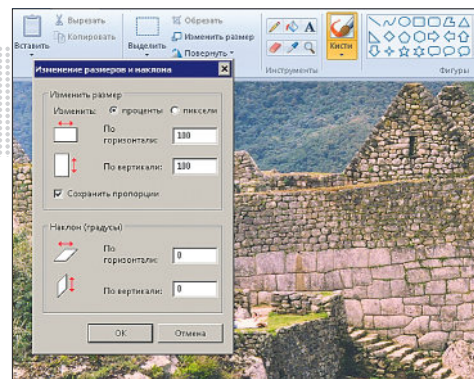 Вставить
Вырезать
Копировать
Выделить
Обрезать
Изменить размер
Повернуть
A
Инструменты
Кисти
Фигуры
Изменение размеров и наклона
Изменить размер
Изменить:
проценты
пиксели
По горизонтали:
100
По вертикали:
100
Сохранить пропорции
Наклон (градусы)
По горизонтали:
0
По вертикали:
0
OK
Отмена